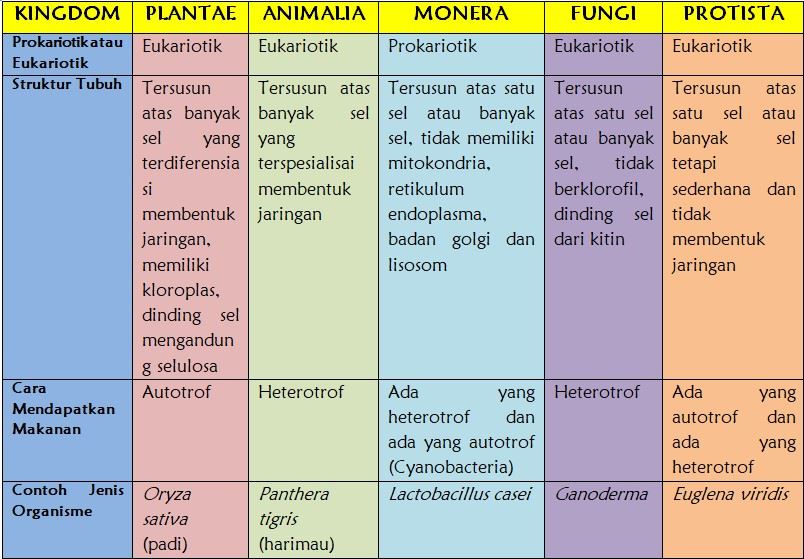 KINGDOM PLANTAE ANIMALIA MONERA FUNGI PROTISTA
Prokariotik atau
Eukariotik
Eukariotik
Eukariotik
Prokariotik
Eukariotik
Eukariotik
Struktur Tubuh
Tersusun
atas banyak
sel yang
terdiferensia
si
membentuk
jaringan,
memiliki
kloroplas,
dinding sel
mengandun
g selulosa
Tersusun atas
banyak sel
yang
terspesialisai
membentuk
jaringan
Tersusun atas satu
sel atau banyak
sel, tidak memiliki
mitokondria,
retikulum
endoplasma,
badan golgi dan
lisosom
Tersusun
atas satu sel
atau banyak
sel, tidak
berklorofil,
dinding sel
dari kitin
Tersusun atas
satu sel atau
banyak sel
tetapi
sederhana dan
tidak
membentuk
jaringan
Cara
Mendapatkan
Makanan
Autotrof
Heterotrof
Ada yang
heterotrof dan
ada yang autotrof
(Cyanobacteria)
Heterotrof
Ada yang
autotrof dan
ada yang
heterotrof
Contoh Jenis
Organisme
Oryza
sativa
(padi)
Panthera
tigris
(harimau)
Lactobacillus casei
Ganoderma
Euglena viridis